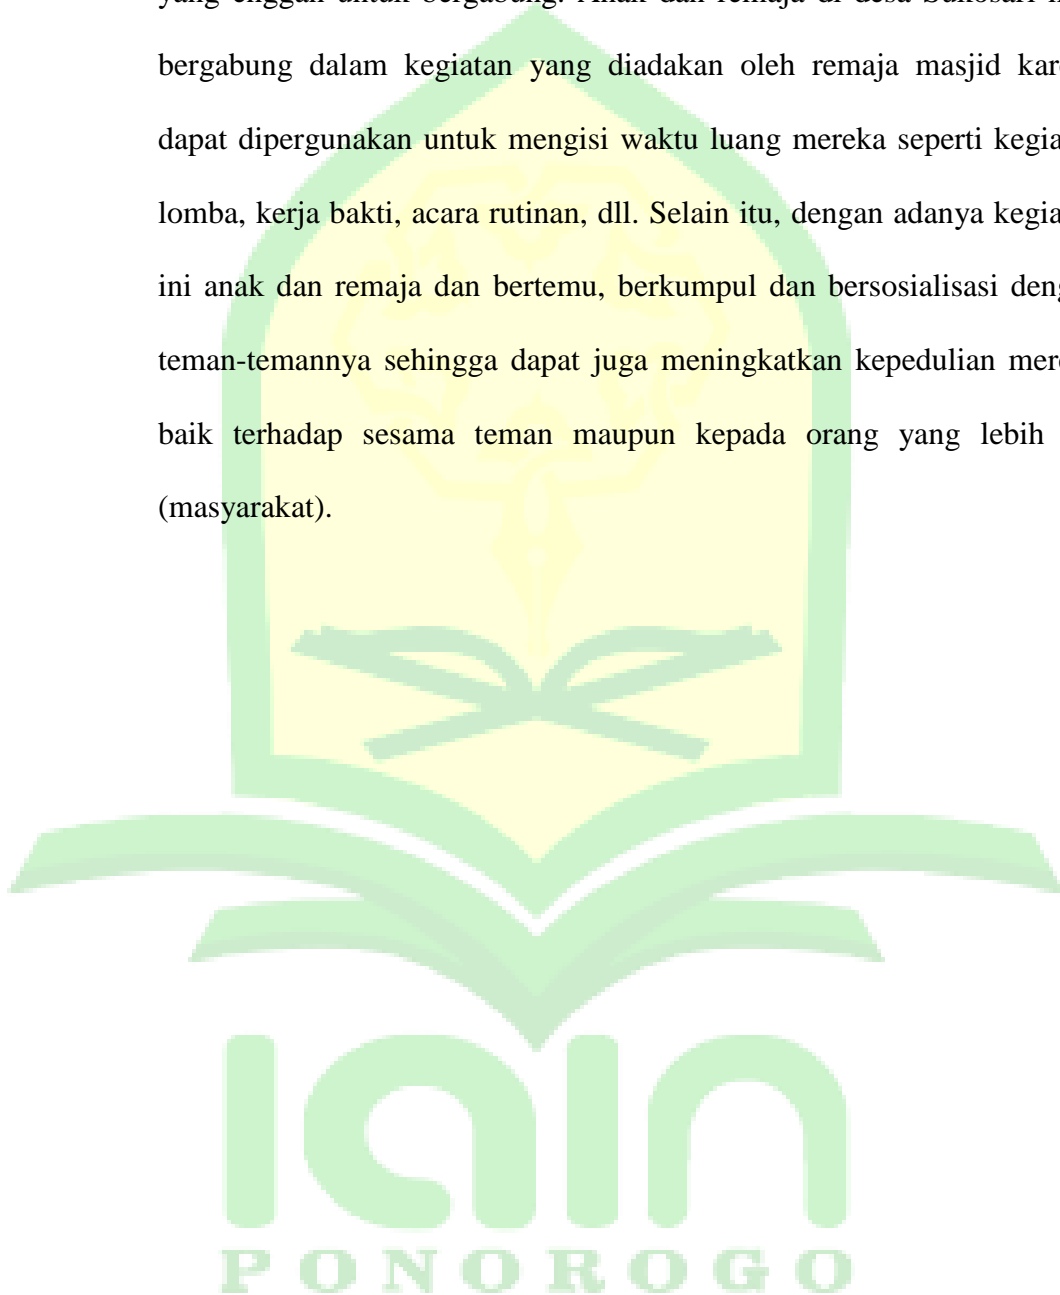 yang enggan untuk bergabung. Anak dan remaja di desa Sukosari
bergabung dalam kegiatan yang diadakan oleh remaja masjid
dapat dipergunakan untuk mengisi waktu luang mereka seperti
lomba, kerja bakti, acara rutinan, dll. Selain itu, dengan adanya
ini anak dan remaja dan bertemu, berkumpul dan bersosialisasi
teman-temannya sehingga dapat juga meningkatkan kepedulian
baik terhadap sesama teman maupun kepada orang yang lebih
(masyarakat).
iain
PONOROGO